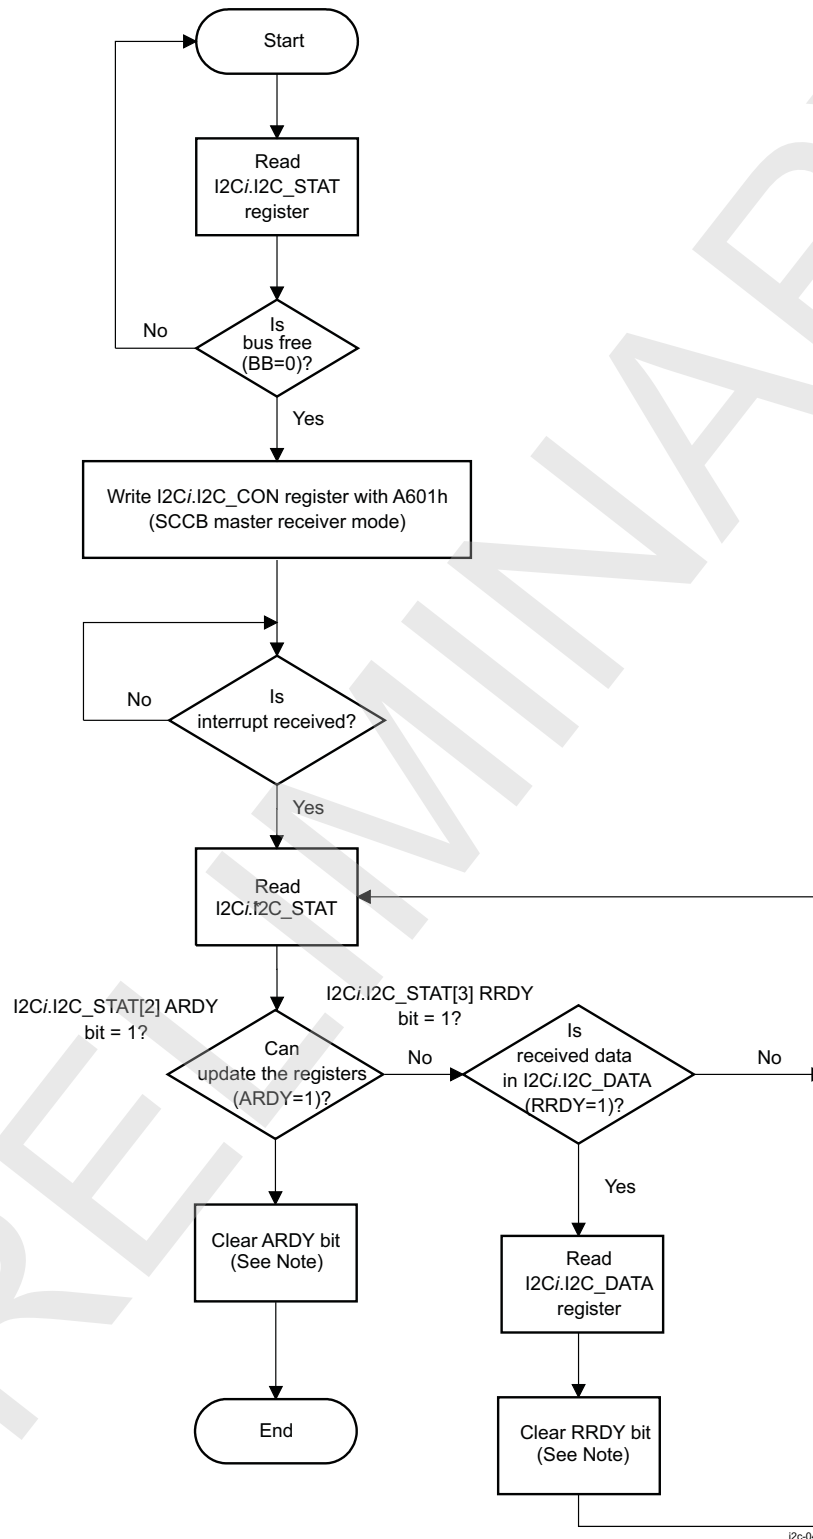 Start
Read
I2Ci.I2C_STAT
register
Is
bus free
(BB=0)?
No
Yes
Write I2Ci.I2C_CON register with A601h
(SCCB master receiver mode)
Is
interrupt received?
No
Yes
Read
I2Ci.I2C_STAT
I2Ci.I2C_STAT[2] ARDY
bit = 1?
I2Ci.I2C_STAT[3] RRDY
bit = 1?
Can
update the registers
(ARDY=1)?
No
Is
received data
in I2Ci.I2C_DATA
(RRDY=1)?
No
Yes
Clear ARDY bit
(See Note)
Read
I2Ci.I2C_DATA
register
End
Clear RRDY bit
(See Note)